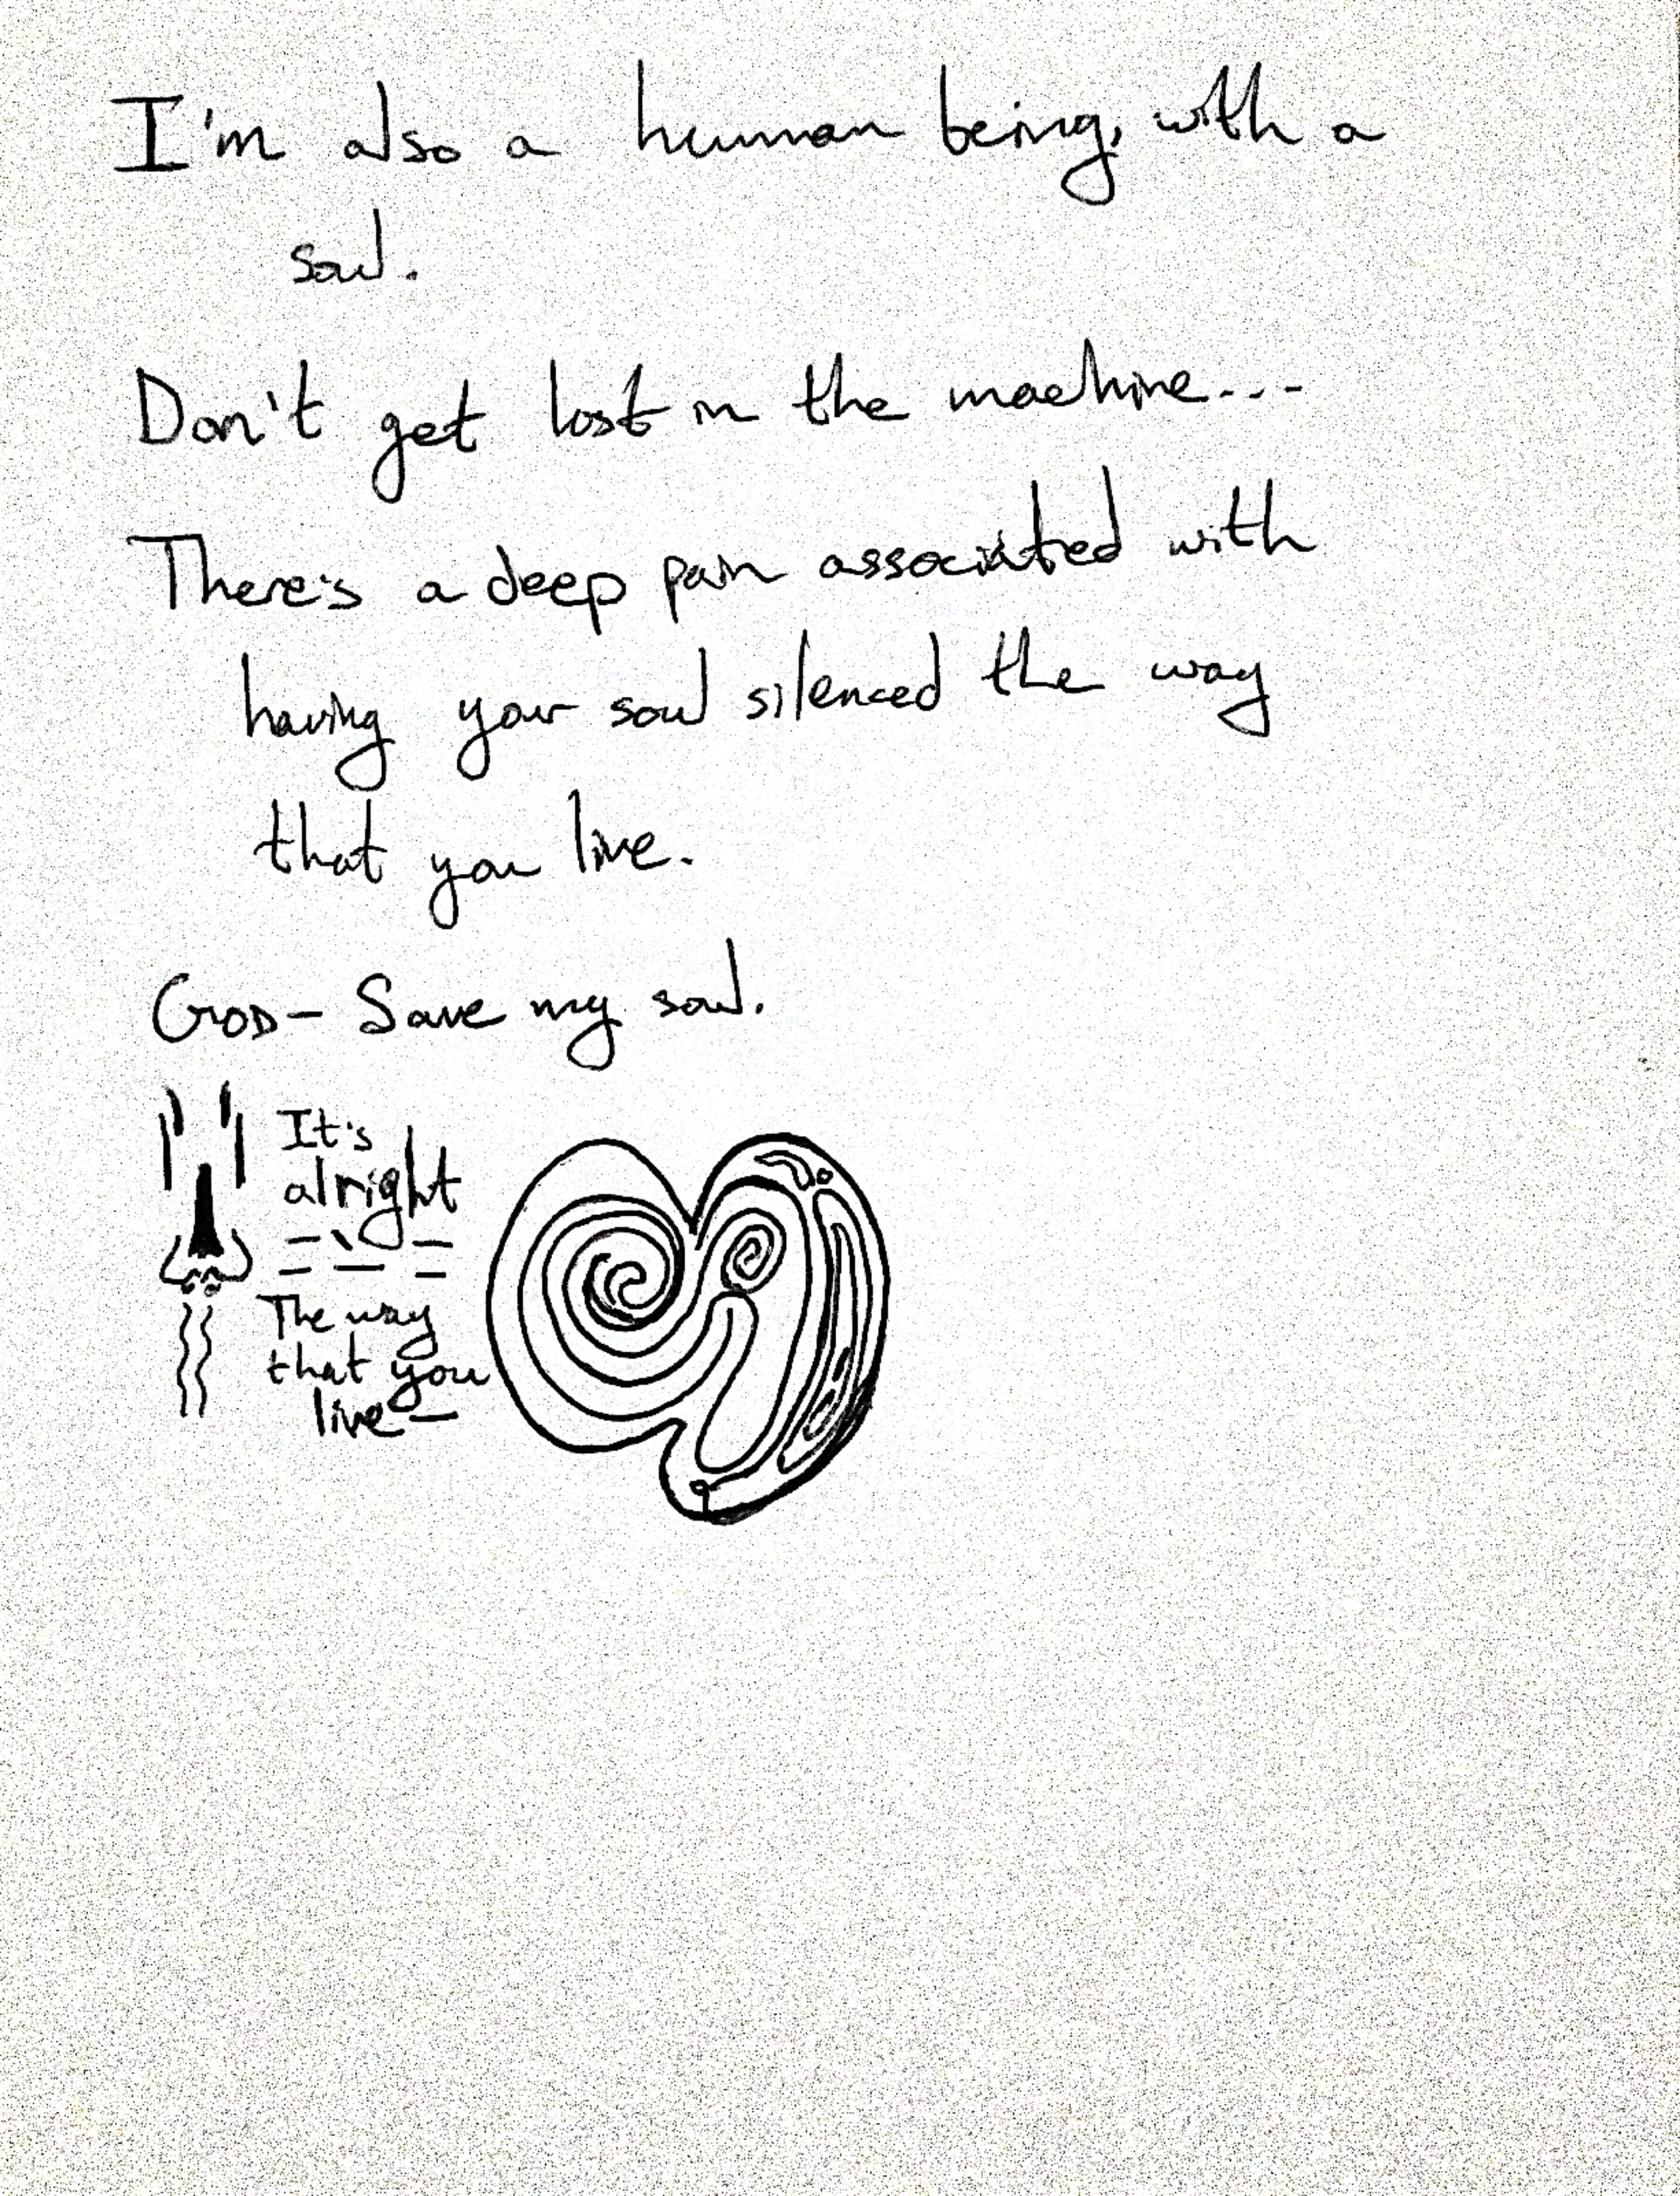 I'm also a human being, with a
soul.
Don't get lost in the machine...
There's a deep pain associated with
having your soul silenced the way
that you live.
GOD- Save my soul.
It's
alright
The way
that you
live-